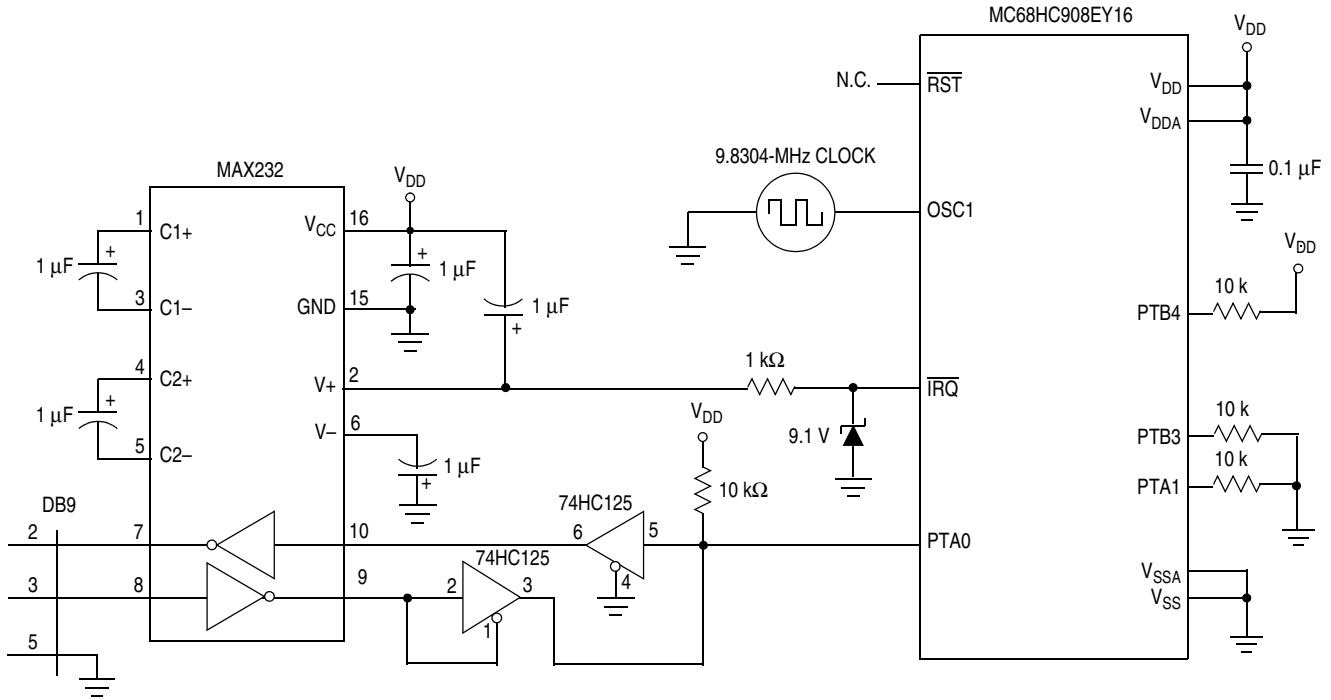 MC68HC908EY16
V_DD
N.C.
RST
V_DD
V_DDA
9.8304-MHz CLOCK
0.1 µF
MAX232
V_DD
OSC1
1
C1+
V_CC
16
+
1 µF
+
1 µF
V_DD
3
C1–
GND
15
1 µF
+
10 k
PTB4
4
C2+
1 kΩ
V+
2
IRQ
+
1 µF
V_DD
V–
6
9.1 V
10 k
PTB3
5
C2–
1 µF
+
10 k
PTA1
10 kΩ
DB9
74HC125
2
7
10
6
5
PTA0
4
74HC125
3
8
9
2
3
1
V_SSA
V_SS
5